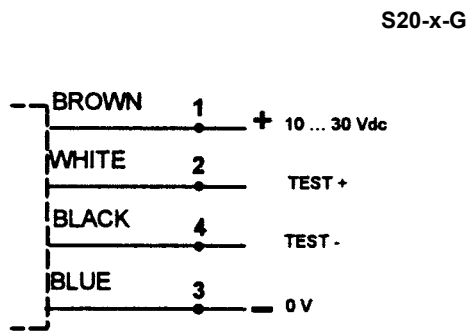 S20-x-G
BROWN 1 + 10 ... 30 Vdc
WHITE 2 TEST +
BLACK 4 TEST -
BLUE 3 – 0 V